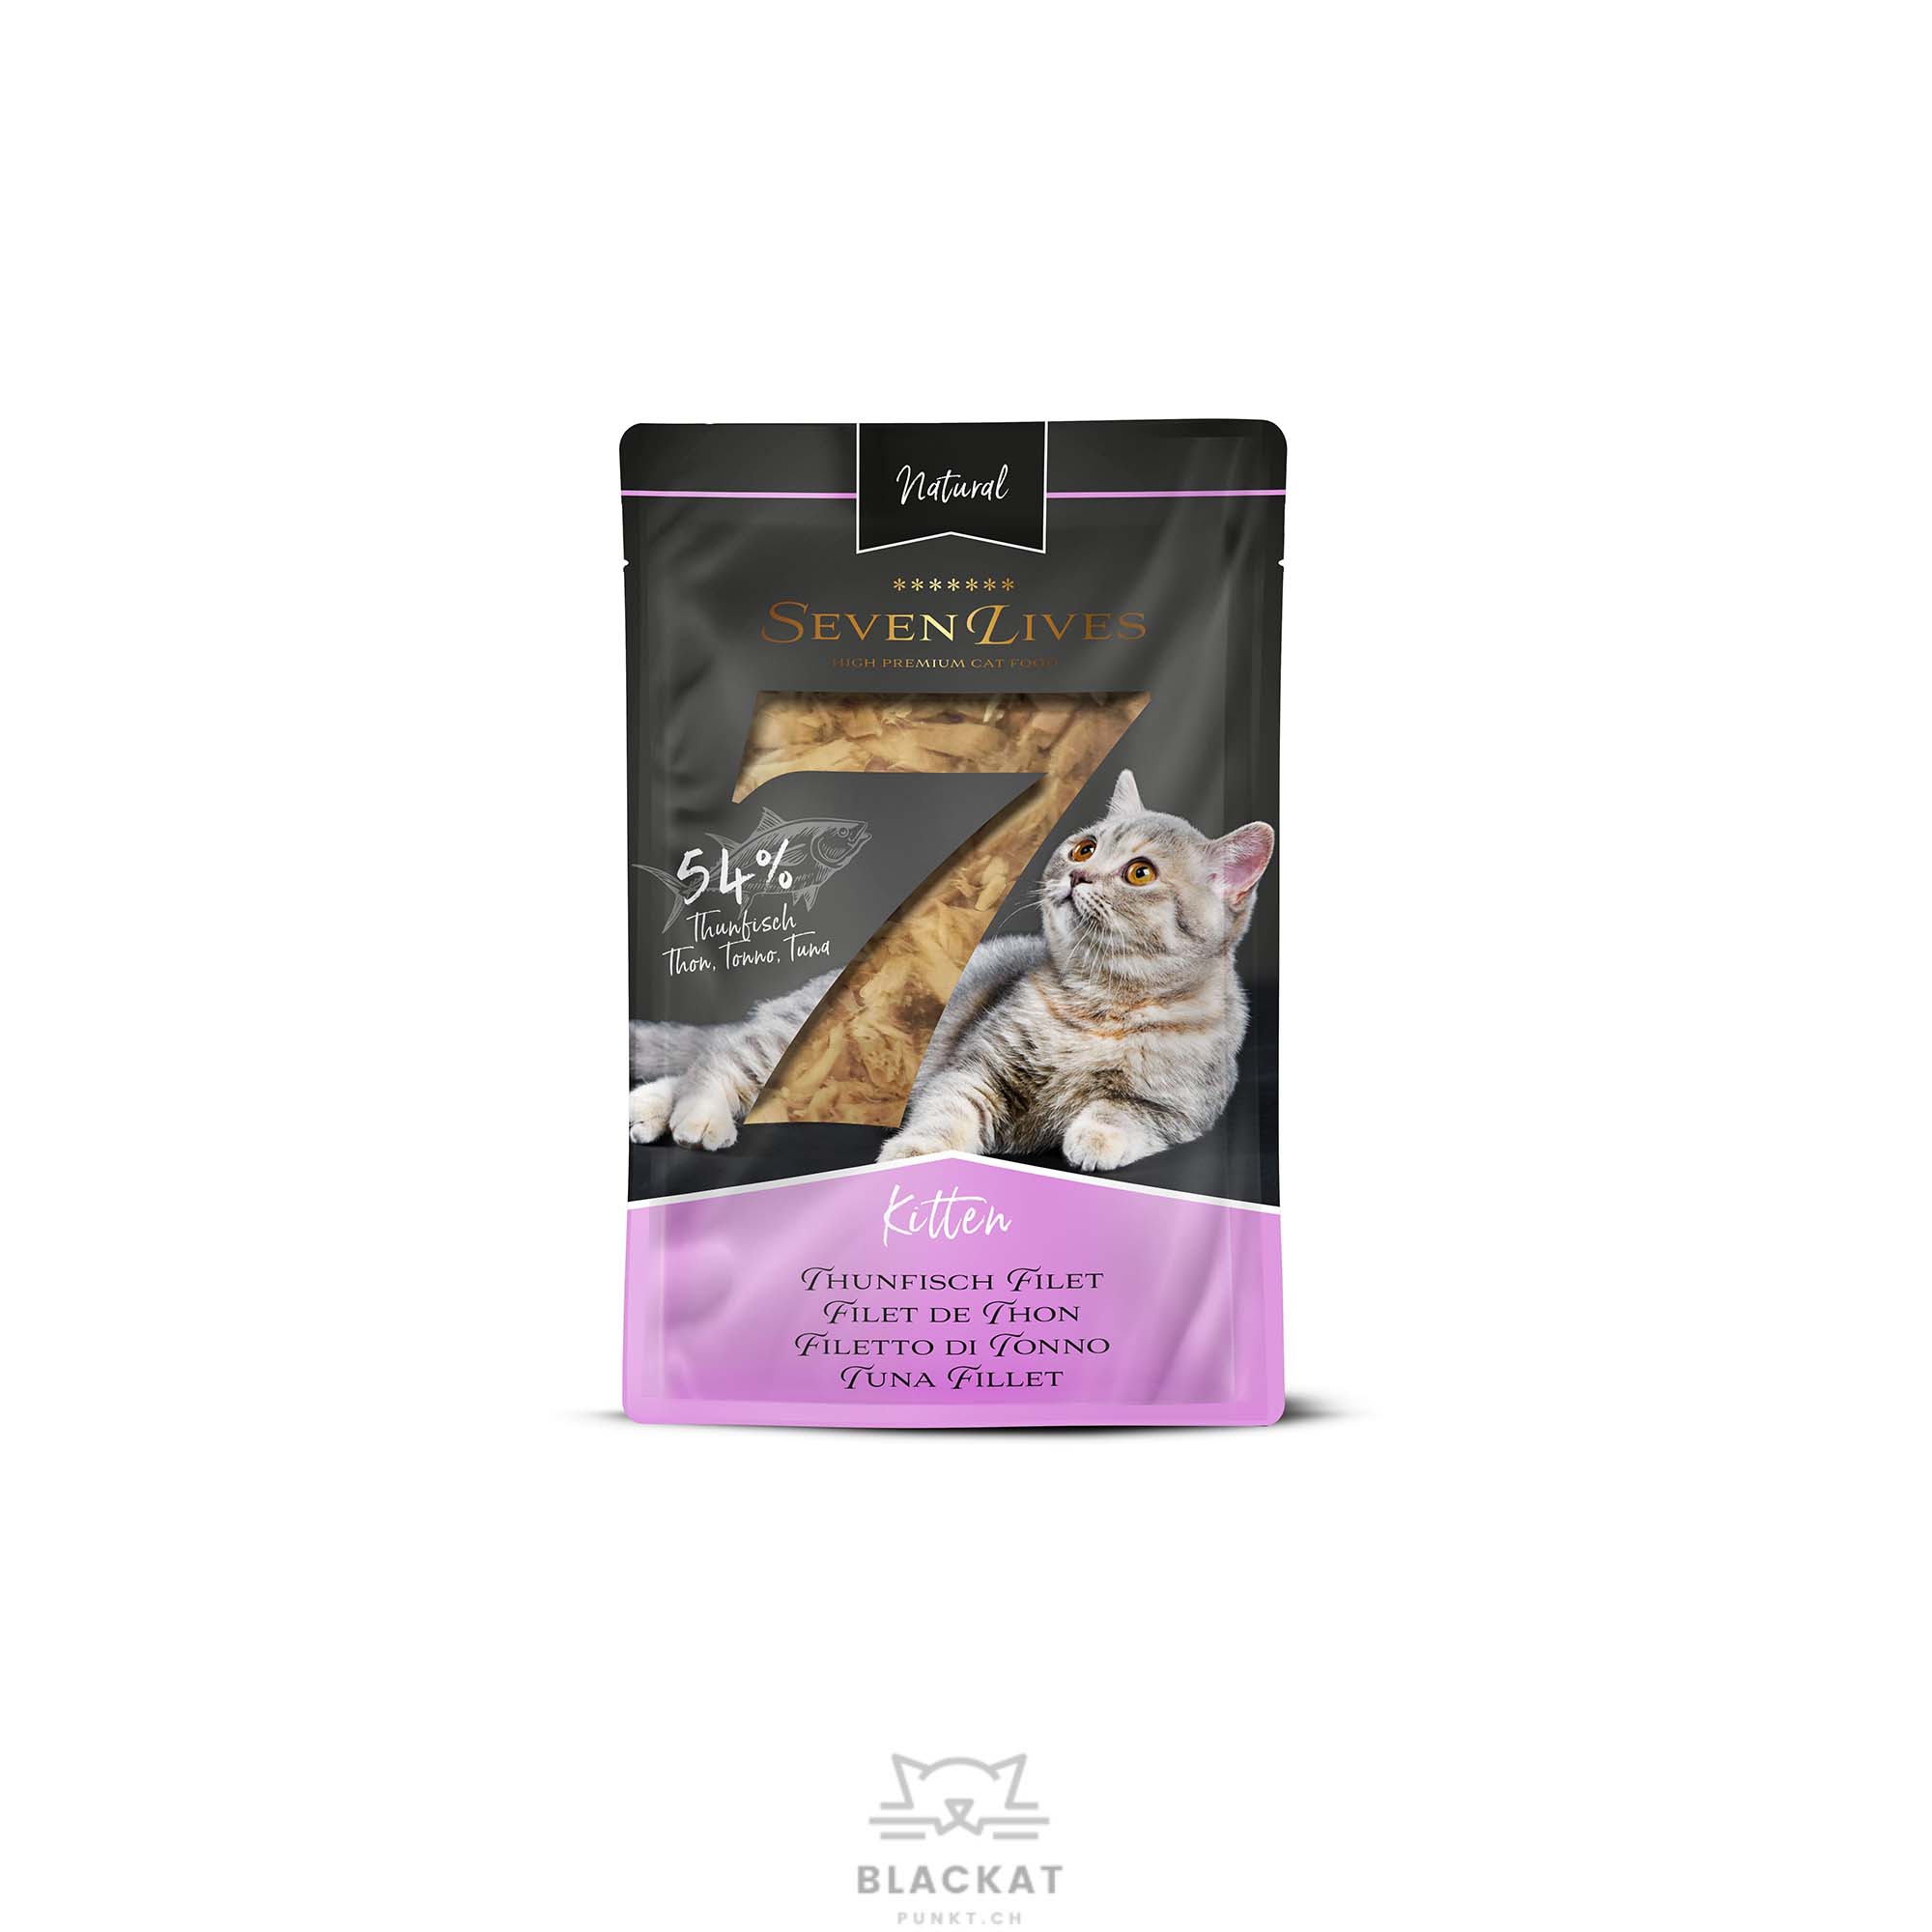 Natural
*******
SEVEN LIVES
HIGH PREMIUM CAT FOOD
7
54%
Thunfisch
Thon, Tonno, Tuna
Kitten
THUNFISCH FILET
FILET DE THON
FILETTO DI TONNO
TUNA FILLET
BLACKAT
PUNKT.CH